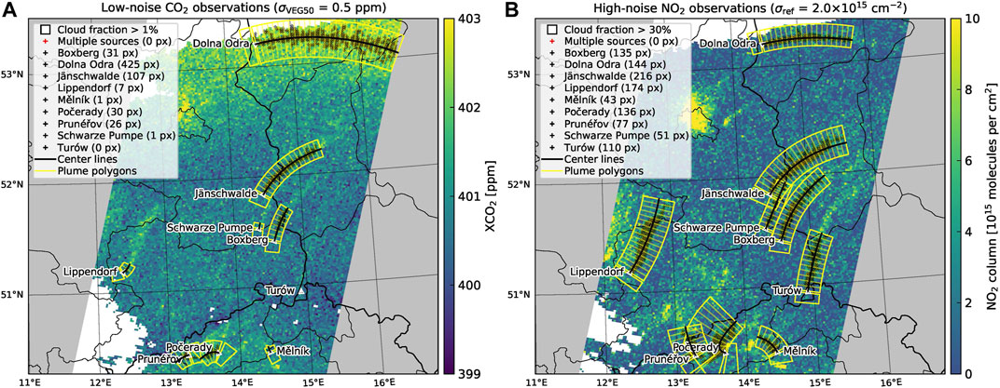 A
Low-noise CO₂ observations (σVEG50 = 0.5 ppm)
Cloud fraction > 1%
Multiple sources (0 px)
Boxberg (31 px)
Dolna Odra (425 px)
Jänschwalde (107 px)
Lippendorf (7 px)
Mělník (1 px)
Počerady (30 px)
Prunéřov (26 px)
Schwarze Pumpe (1 px)
Turów (0 px)
Center lines
Plume polygons
Dolna Odra
Jänschwalde
Schwarze Pumpe
Boxberg
Lippendorf
Turów
Počerady
Prunéřov
Mělník
53°N
52°N
51°N
11°E
12°E
13°E
14°E
15°E
16°E
403
402
401
400
399
XCO₂ [ppm]
B
High-noise NO₂ observations (σref = 2.0×10¹⁵ cm⁻²)
Cloud fraction > 30%
Multiple sources (0 px)
Boxberg (135 px)
Dolna Odra (144 px)
Jänschwalde (216 px)
Lippendorf (174 px)
Mělník (43 px)
Počerady (136 px)
Prunéřov (77 px)
Schwarze Pumpe (51 px)
Turów (110 px)
Center lines
Plume polygons
Dolna Odra
Jänschwalde
Schwarze Pumpe
Boxberg
Lippendorf
Turów
Počerady
Prunéřov
Mělník
53°N
52°N
51°N
11°E
12°E
13°E
14°E
15°E
16°E
10
8
6
4
2
0
NO₂ column [10¹⁵ molecules per cm²]